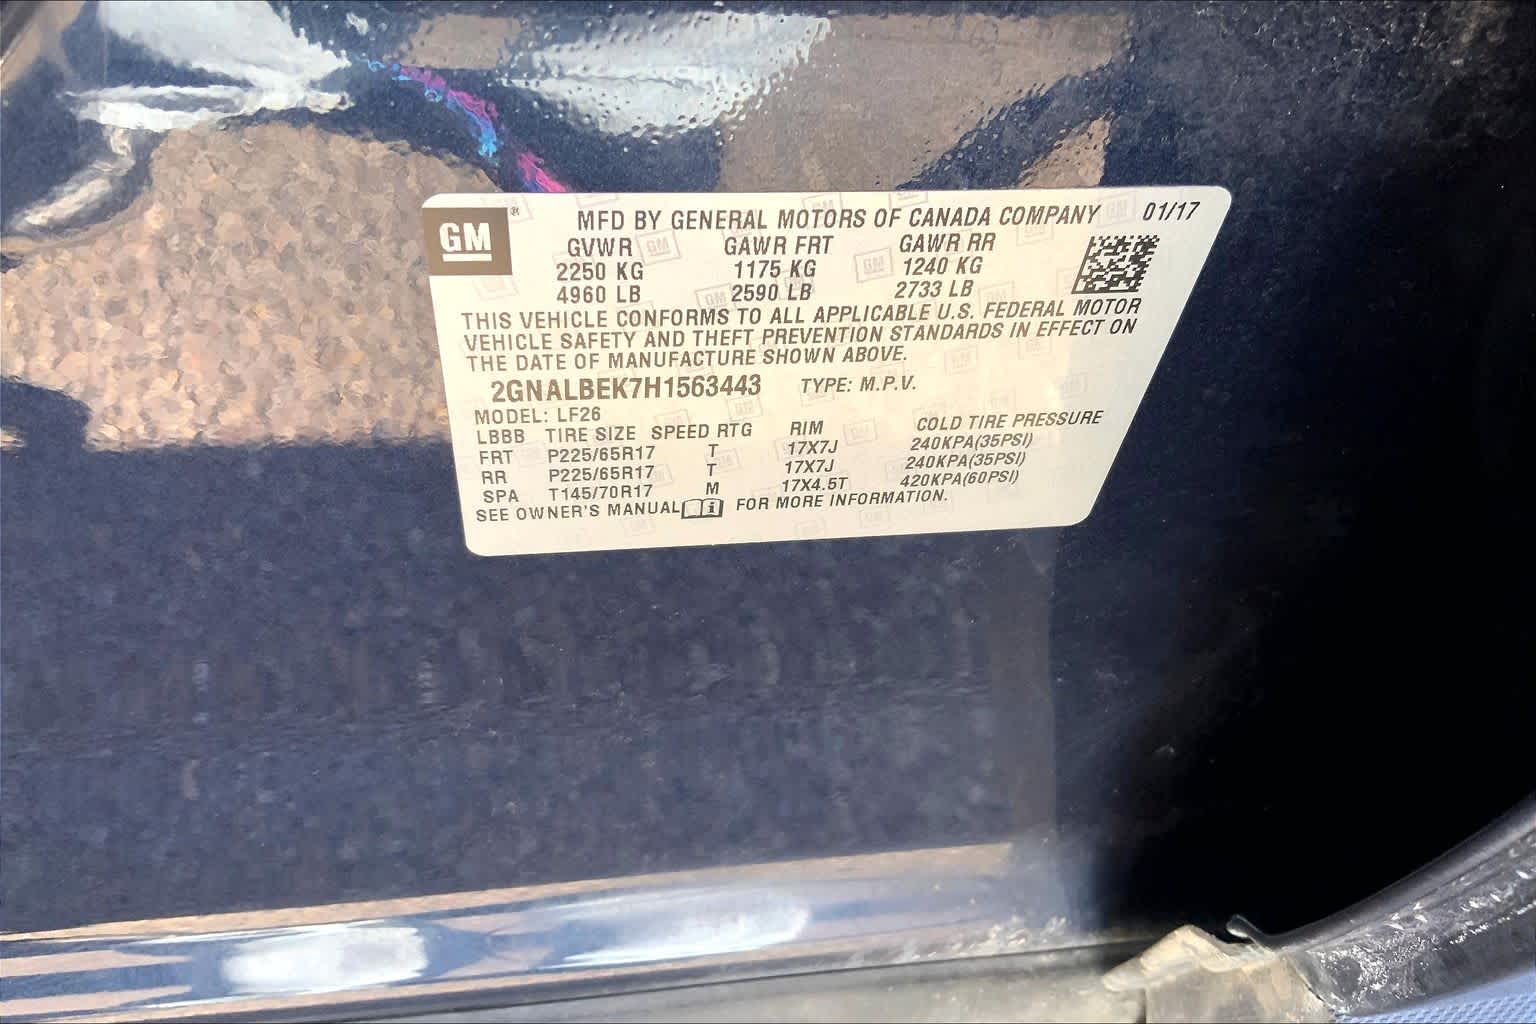 GM® MFD BY GENERAL MOTORS OF CANADA COMPANY 01/17
GVWR GAWR FRT GAWR RR
2250 KG 1175 KG 1240 KG
4960 LB 2590 LB 2733 LB
THIS VEHICLE CONFORMS TO ALL APPLICABLE U.S. FEDERAL MOTOR
VEHICLE SAFETY AND THEFT PREVENTION STANDARDS IN EFFECT ON
THE DATE OF MANUFACTURE SHOWN ABOVE.
2GNALBEK7H1563443 TYPE: M.P.V.
MODEL: LF26
LBBB TIRE SIZE SPEED RTG RIM COLD TIRE PRESSURE
FRT P225/65R17 T 17X7J 240KPA(35PSI)
RR P225/65R17 T 17X7J 240KPA(35PSI)
SPA T145/70R17 M 17X4.5T 420KPA(60PSI)
SEE OWNER'S MANUAL FOR MORE INFORMATION.